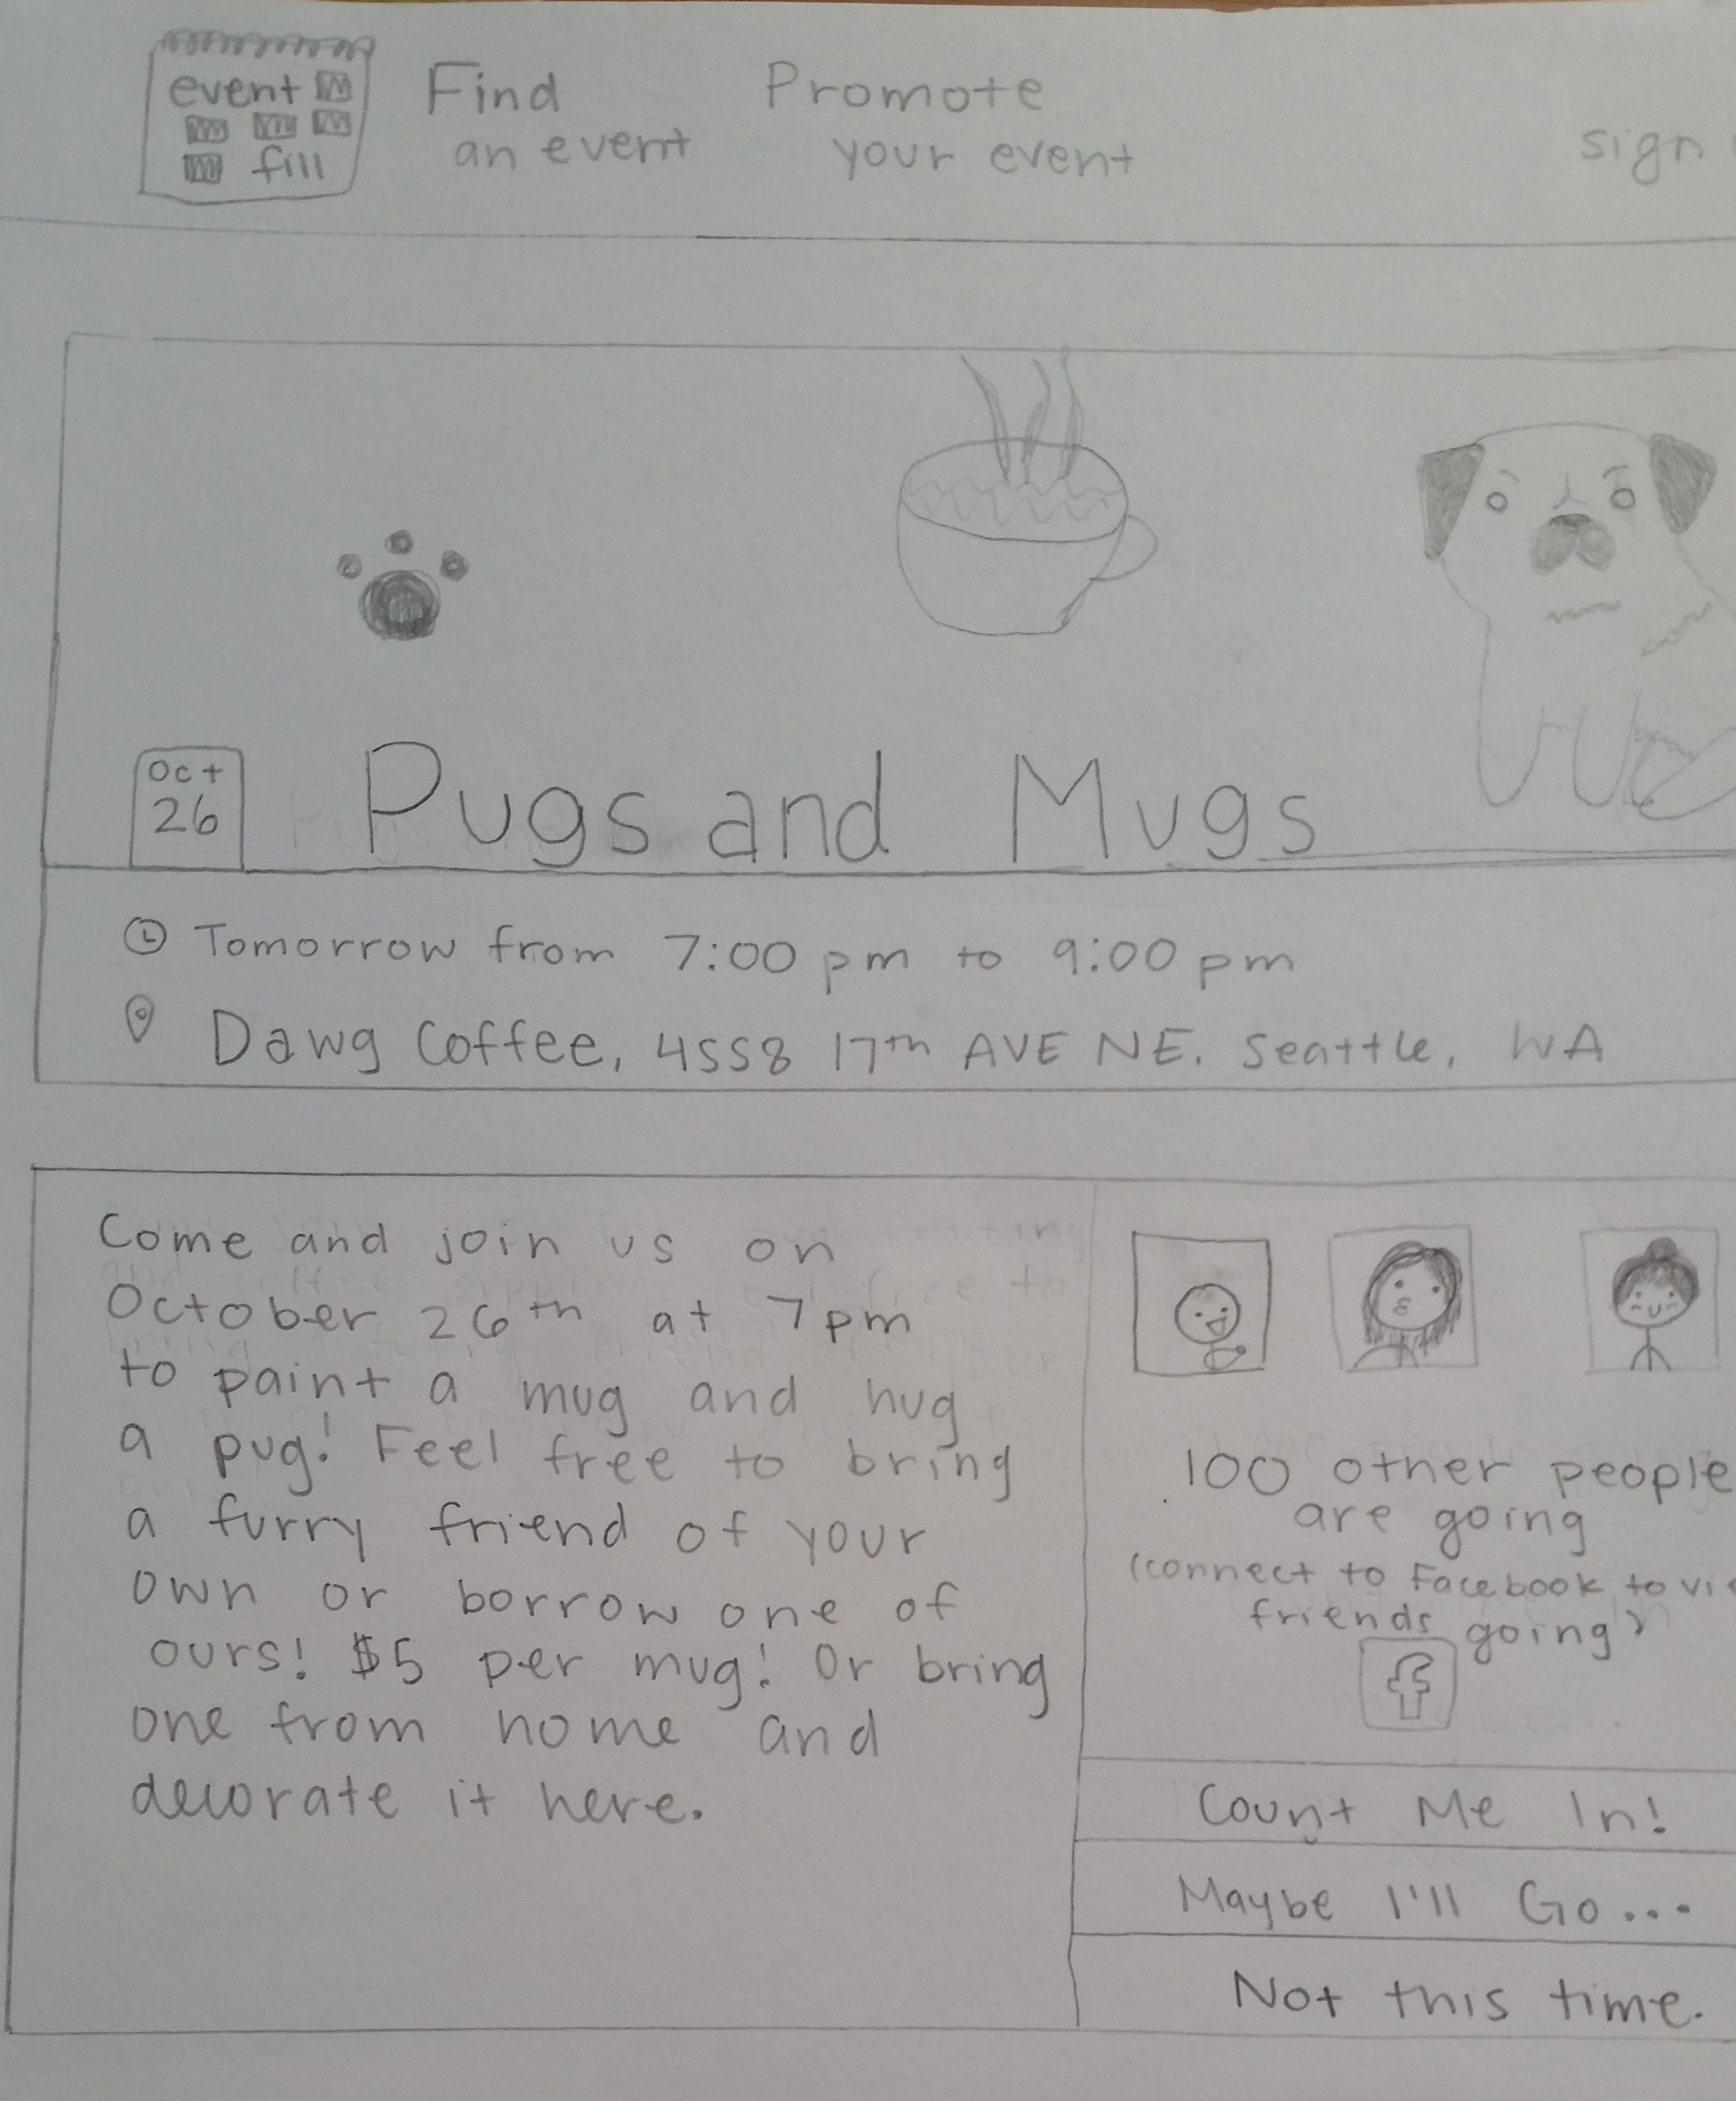 event
fill
Find
an event
Promote
your event
sign
Oct
26
Pugs and Mugs
Tomorrow from 7:00 pm to 9:00 pm
Dawg Coffee, 4558 17th AVE NE. Seattle, WA
Come and join us on
October 26th at 7pm
to paint a mug and hug
a pug! Feel free to bring
a furry friend of your
own or borrow one of
ours! $5 per mug! Or bring
one from home and
decorate it here.
100 other people
are going
(connect to Facebook to vie
friends going)
f
Count Me In!
Maybe I'll Go...
Not this time.